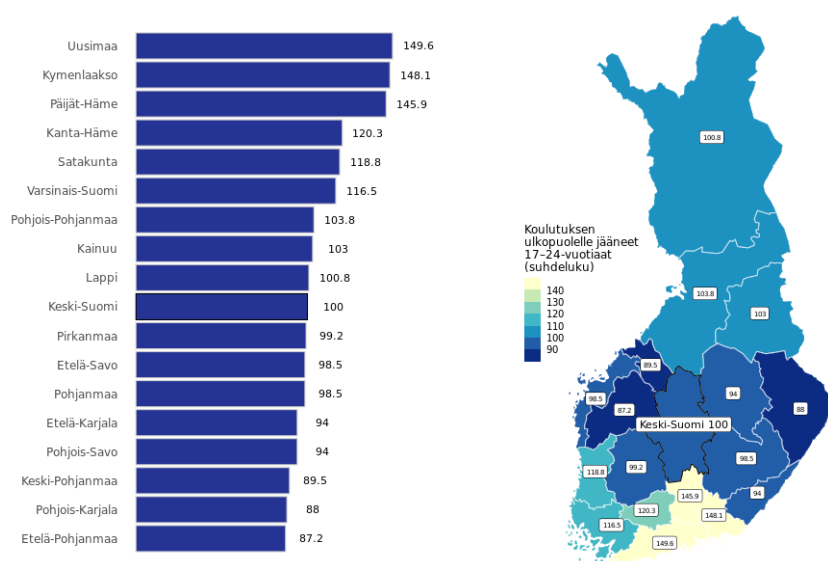 Uusimaa 149.6
Kymenlaakso 148.1
Päijät-Häme 145.9
Kanta-Häme 120.3
Satakunta 118.8
Varsinais-Suomi 116.5
Pohjois-Pohjanmaa 103.8
Kainuu 103
Lappi 100.8
Keski-Suomi 100
Pirkanmaa 99.2
Etelä-Savo 98.5
Pohjanmaa 98.5
Etelä-Karjala 94
Pohjois-Savo 94
Keski-Pohjanmaa 89.5
Pohjois-Karjala 88
Etelä-Pohjanmaa 87.2
Koulutuksen
ulkopuolelle jääneet
17–24-vuotiaat
(suhdeluku)
140
130
120
110
100
90
100.8
103.8
103
89.5
94
98.5
87.2
88
Keski-Suomi 100
98.5
118.8
99.2
94
145.9
120.3
148.1
116.5
149.6